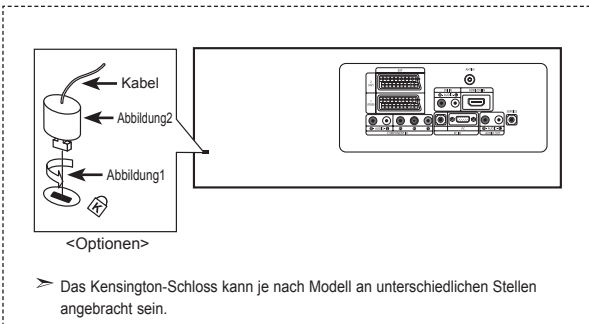 Kabel
Abbildung2
Abbildung1
<Optionen>
➣ Das Kensington-Schloss kann je nach Modell an unterschiedlichen Stellen
angebracht sein.